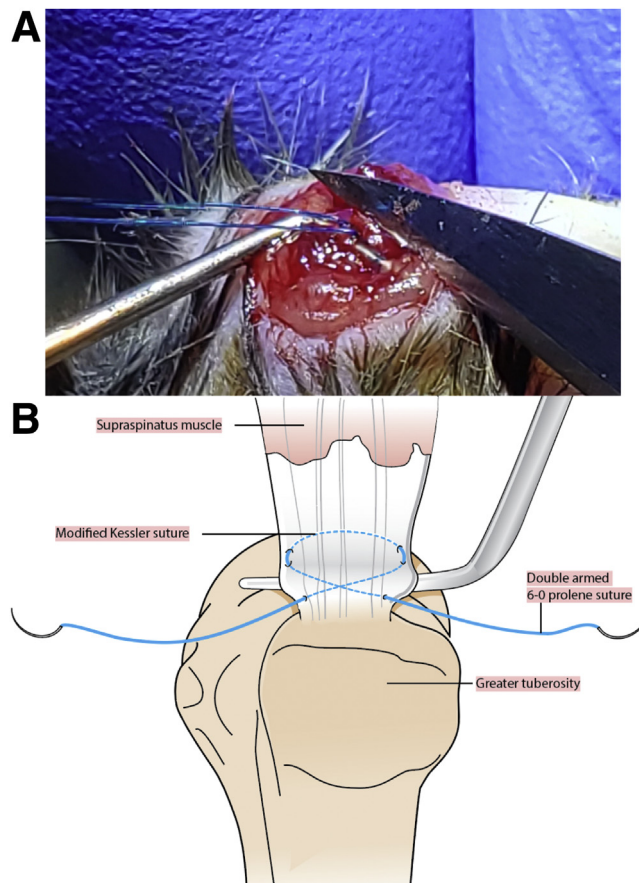 A
B
Supraspinatus muscle
Modified Kessler suture
Double armed
6-0 prolene suture
Greater tuberosity